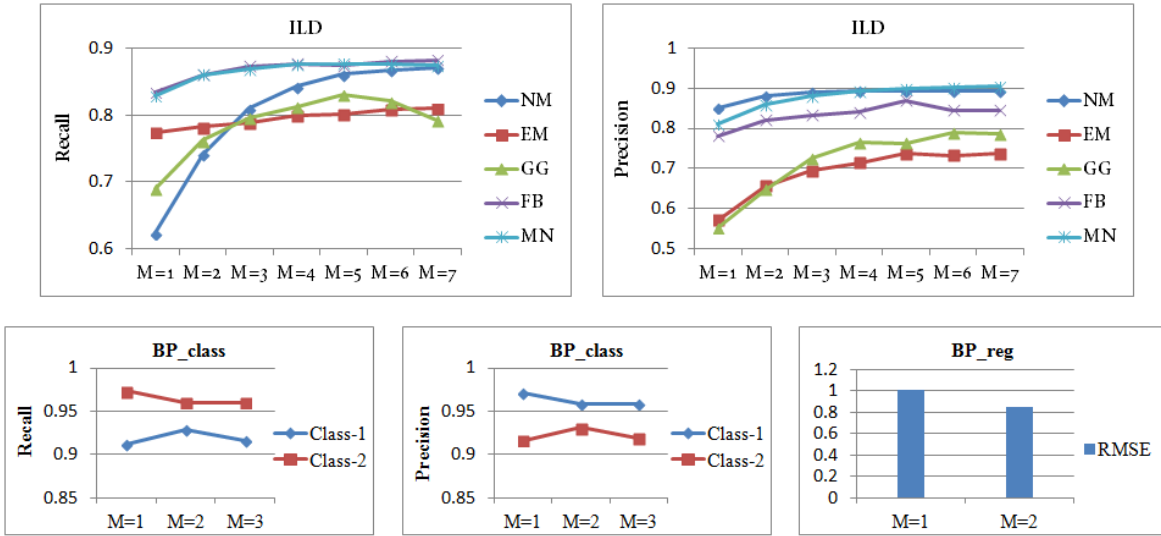 ILD
Recall
0.9
0.8
0.7
0.6
M=1 M=2 M=3 M=4 M=5 M=6 M=7
NM
EM
GG
FB
MN
ILD
Precision
1
0.9
0.8
0.7
0.6
0.5
M=1 M=2 M=3 M=4 M=5 M=6 M=7
NM
EM
GG
FB
MN
BP_class
Recall
1
0.95
0.9
0.85
M=1 M=2 M=3
Class-1
Class-2
BP_class
Precision
1
0.95
0.9
0.85
M=1 M=2 M=3
Class-1
Class-2
BP_reg
1.2
1
0.8
0.6
0.4
0.2
0
M=1 M=2
RMSE